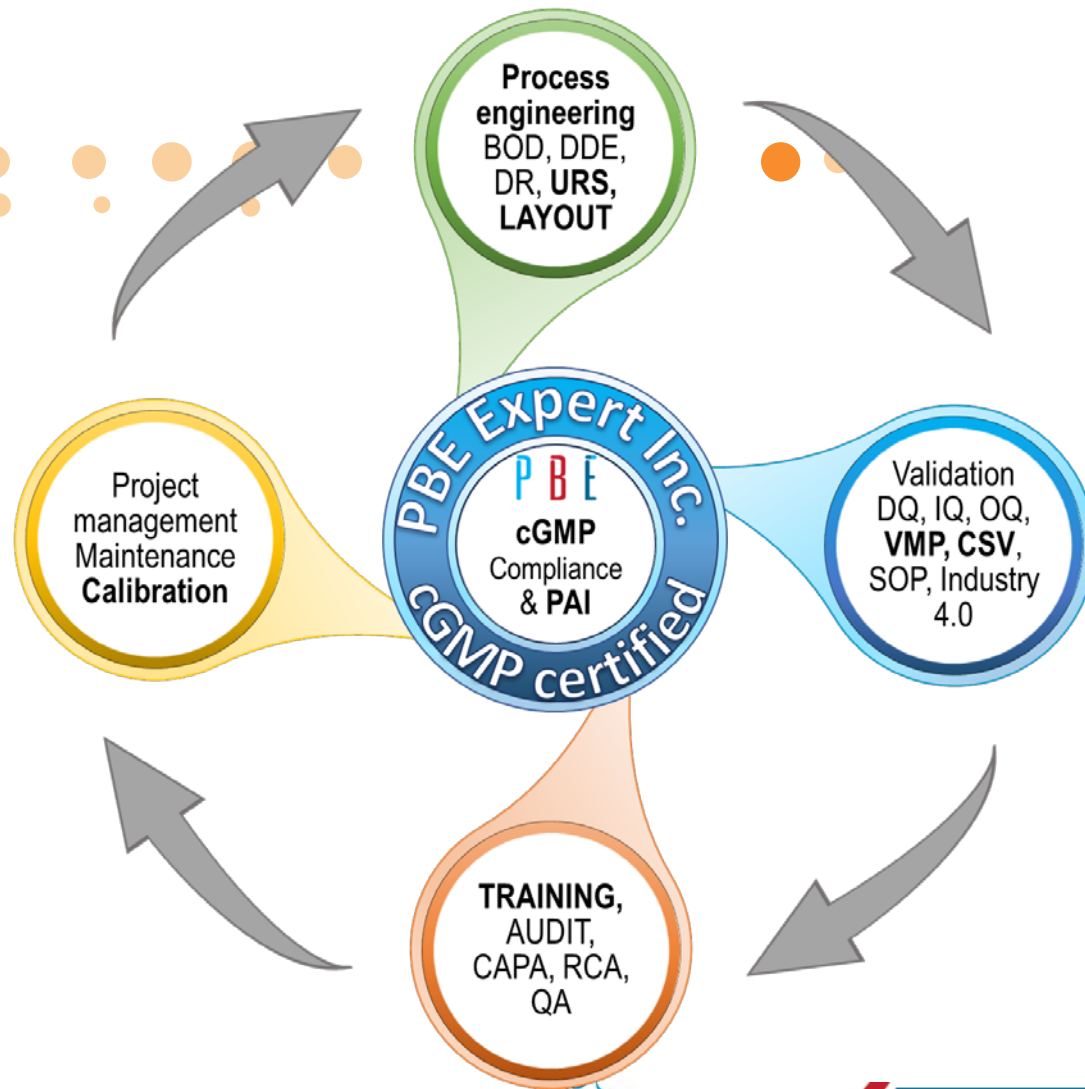 Process
engineering
BOD, DDE,
DR, URS,
LAYOUT
PBE Expert Inc.
PBE
cGMP
Compliance
& PAI
cGMP certified
Validation
DQ, IQ, OQ,
VMP, CSV,
SOP, Industry
4.0
TRAINING,
AUDIT,
CAPA, RCA,
QA
Project
management
Maintenance
Calibration